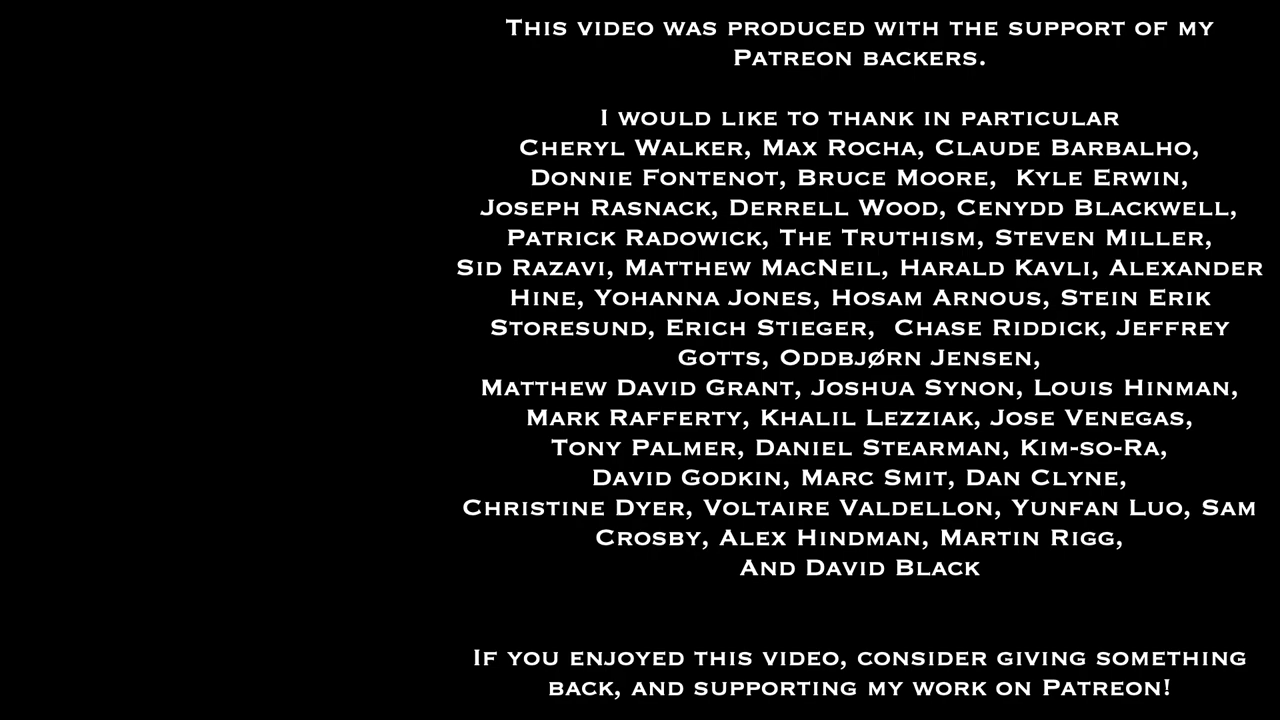 This video was produced with the support of my
Patreon backers.
I would like to thank in particular
Cheryl Walker, Max Rocha, Claude Barbalho,
Donnie Fontenot, Bruce Moore,  Kyle Erwin,
Joseph Rasnack, Derrell Wood, Cenydd Blackwell,
Patrick Radowick, The Truthism, Steven Miller,
Sid Razavi, Matthew MacNeil, Harald Kavli, Alexander
Hine, Yohanna Jones, Hosam Arnous, Stein Erik
Storesund, Erich Stieger,  Chase Riddick, Jeffrey
Gotts, Oddbjørn Jensen,
Matthew David Grant, Joshua Synon, Louis Hinman,
Mark Rafferty, Khalil Lezziak, Jose Venegas,
Tony Palmer, Daniel Stearman, Kim-so-Ra,
David Godkin, Marc Smit, Dan Clyne,
Christine Dyer, Voltaire Valdellon, Yunfan Luo, Sam
Crosby, Alex Hindman, Martin Rigg,
And David Black
If you enjoyed this video, consider giving something
back, and supporting my work on Patreon!